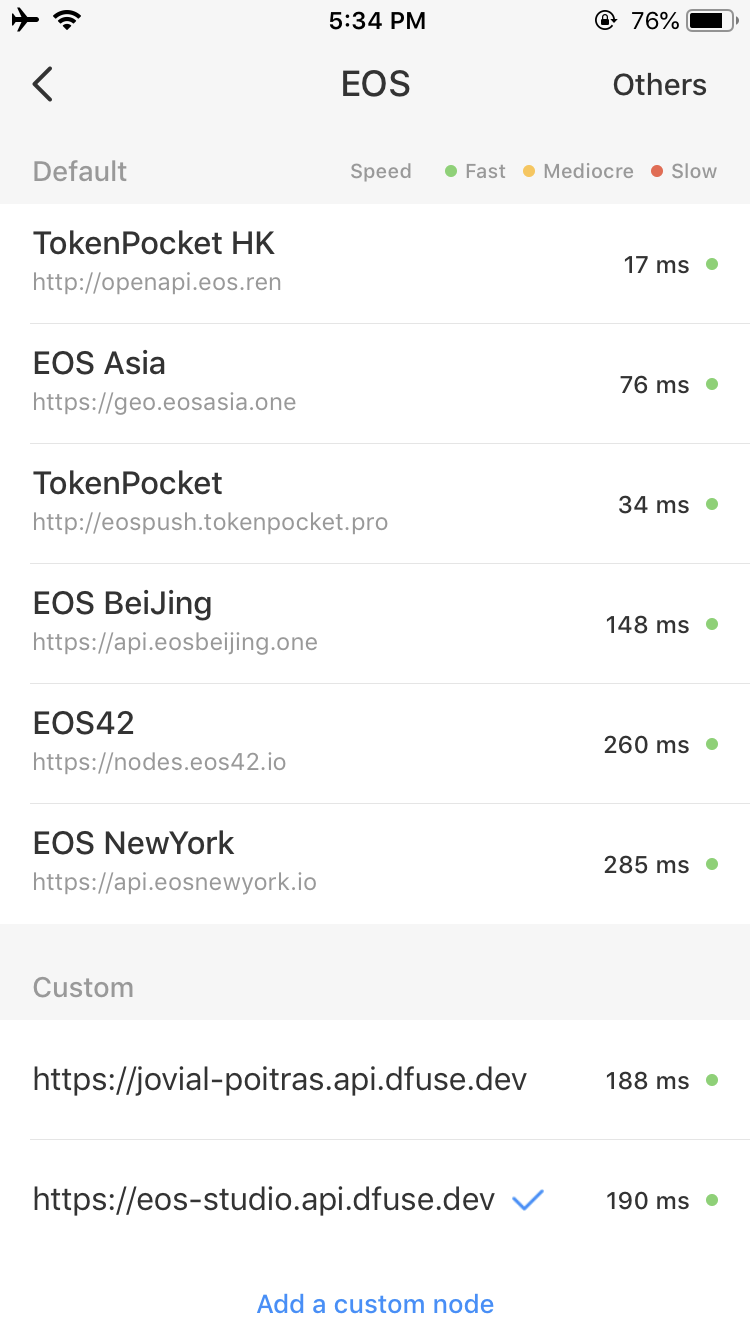 5:34 PM
76%
EOS
Others
Default
Speed
Fast
Mediocre
Slow
TokenPocket HK
http://openapi.eos.ren
17 ms
EOS Asia
https://geo.eosasia.one
76 ms
TokenPocket
http://eospush.tokenpocket.pro
34 ms
EOS BeiJing
https://api.eosbeijing.one
148 ms
EOS42
https://nodes.eos42.io
260 ms
EOS NewYork
https://api.eosnewyork.io
285 ms
Custom
https://jovial-poitras.api.dfuse.dev
188 ms
https://eos-studio.api.dfuse.dev
190 ms
Add a custom node